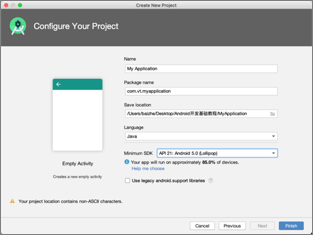 Create New Project
Configure Your Project
Name
My Application
Package name
com.vt.myapplication
Save location
/Users/baizhe/Desktop/Android开发基础教程/MyApplication
Language
Java
Minimum SDK
API 21: Android 5.0 (Lollipop)
Your app will run on approximately 85.0% of devices.
Help me choose
Use legacy android.support libraries
Empty Activity
Creates a new empty activity
Your project location contains non-ASCII characters.
Cancel
Previous
Next
Finish